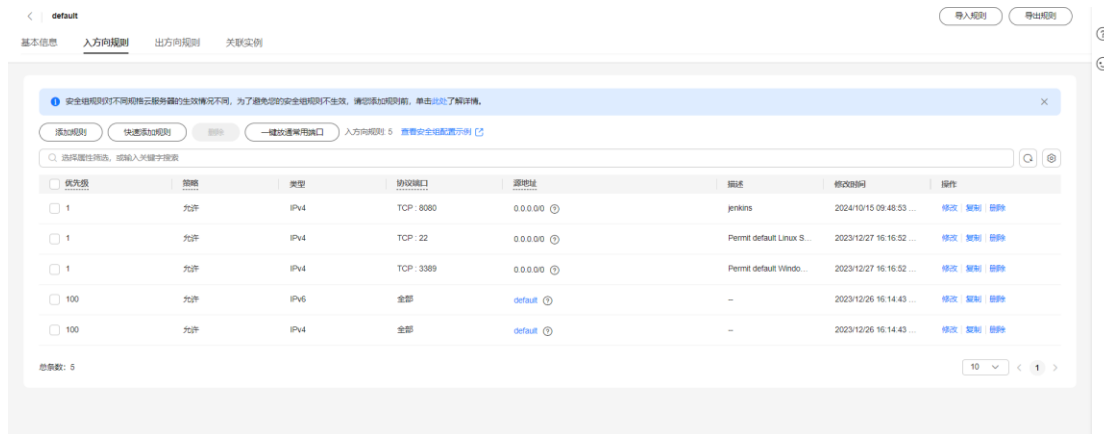 default 导入规则 导出规则
基本信息 入方向规则 出方向规则 关联实例
安全组规则对不同规格云服务器的生效情况不同，为了避免您的安全组规则不生效，请您添加规则前，单击此处了解详情。
添加规则 快速添加规则 删除 一键放通常用端口 入方向规则: 5 查看安全组配置示例
选择属性筛选，或输入关键字搜索
优先级 策略 类型 协议端口 源地址 描述 修改时间 操作
1 允许 IPv4 TCP : 8080 0.0.0.0/0 jenkins 2024/10/15 09:48:53 ... 修改 复制 删除
1 允许 IPv4 TCP : 22 0.0.0.0/0 Permit default Linux S... 2023/12/27 16:16:52 ... 修改 复制 删除
1 允许 IPv4 TCP : 3389 0.0.0.0/0 Permit default Windo... 2023/12/27 16:16:52 ... 修改 复制 删除
100 允许 IPv6 全部 default -- 2023/12/26 16:14:43 ... 修改 复制 删除
100 允许 IPv4 全部 default -- 2023/12/26 16:14:43 ... 修改 复制 删除
总条数: 5 10 1